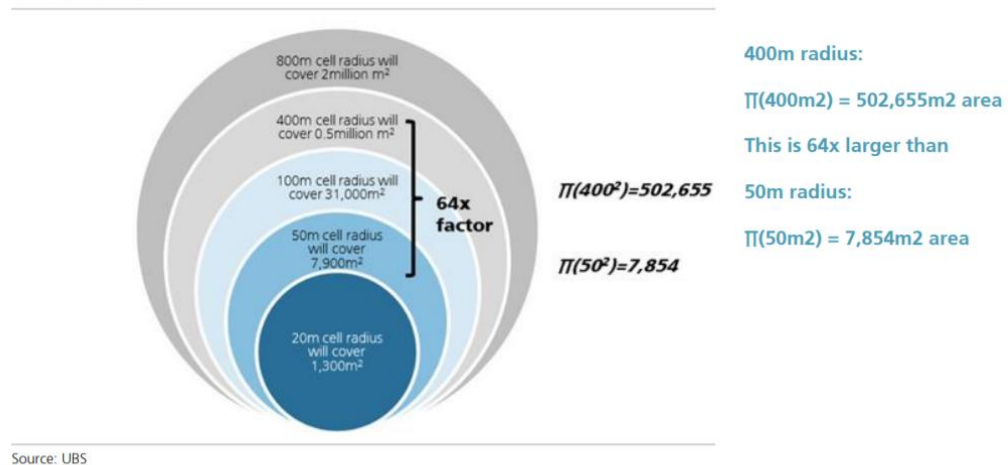 800m cell radius will
cover 2million m²
400m cell radius will
cover 0.5million m²
100m cell radius will
cover 31,000m²
64x
factor
50m cell radius
will cover
7,900m²
20m cell radius
will cover
1,300m²
∏(400²)=502,655
∏(50²)=7,854
400m radius:
∏(400m2) = 502,655m2 area
This is 64x larger than
50m radius:
∏(50m2) = 7,854m2 area
Source: UBS